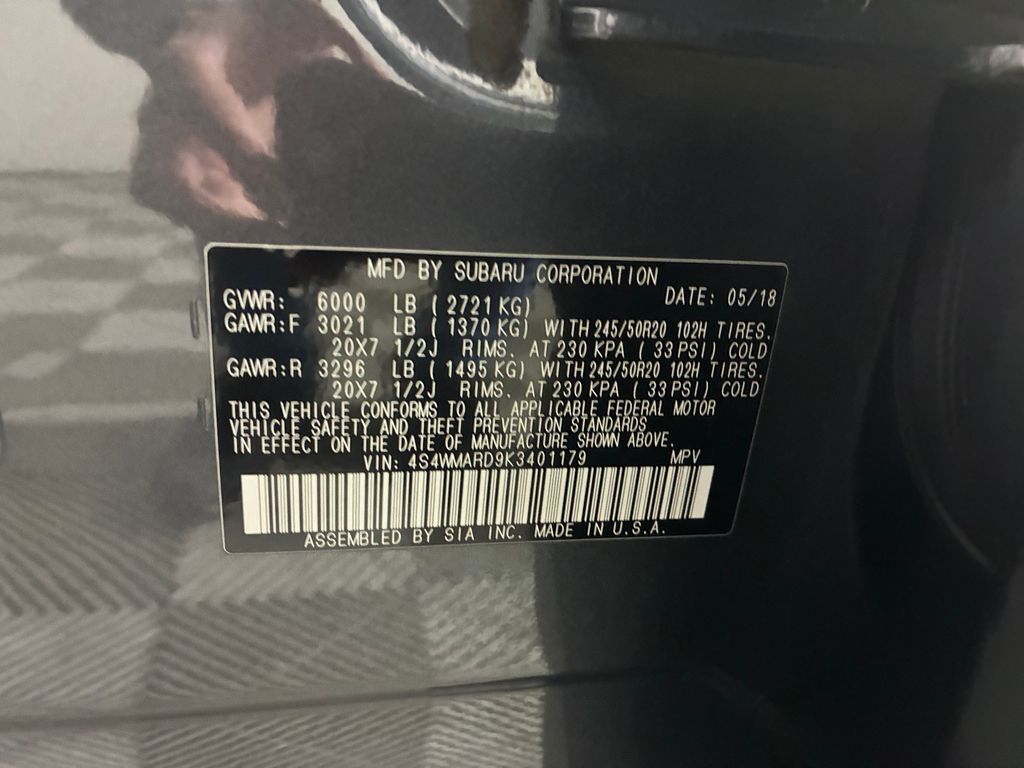 MFD BY SUBARU CORPORATION
DATE: 05/18
GVWR: 6000 LB ( 2721 KG)
GAWR:F 3021 LB ( 1370 KG) WITH 245/50R20 102H TIRES.
20X7 1/2J RIMS. AT 230 KPA ( 33 PSI) COLD
GAWR:R 3296 LB ( 1495 KG) WITH 245/50R20 102H TIRES.
20X7 1/2J RIMS. AT 230 KPA ( 33 PSI) COLD
THIS VEHICLE CONFORMS TO ALL APPLICABLE FEDERAL MOTOR
VEHICLE SAFETY AND THEFT PREVENTION STANDARDS
IN EFFECT ON THE DATE OF MANUFACTURE SHOWN ABOVE.
VIN: 4S4WMARD9K3401179 MPV
ASSEMBLED BY SIA INC. MADE IN U.S.A.